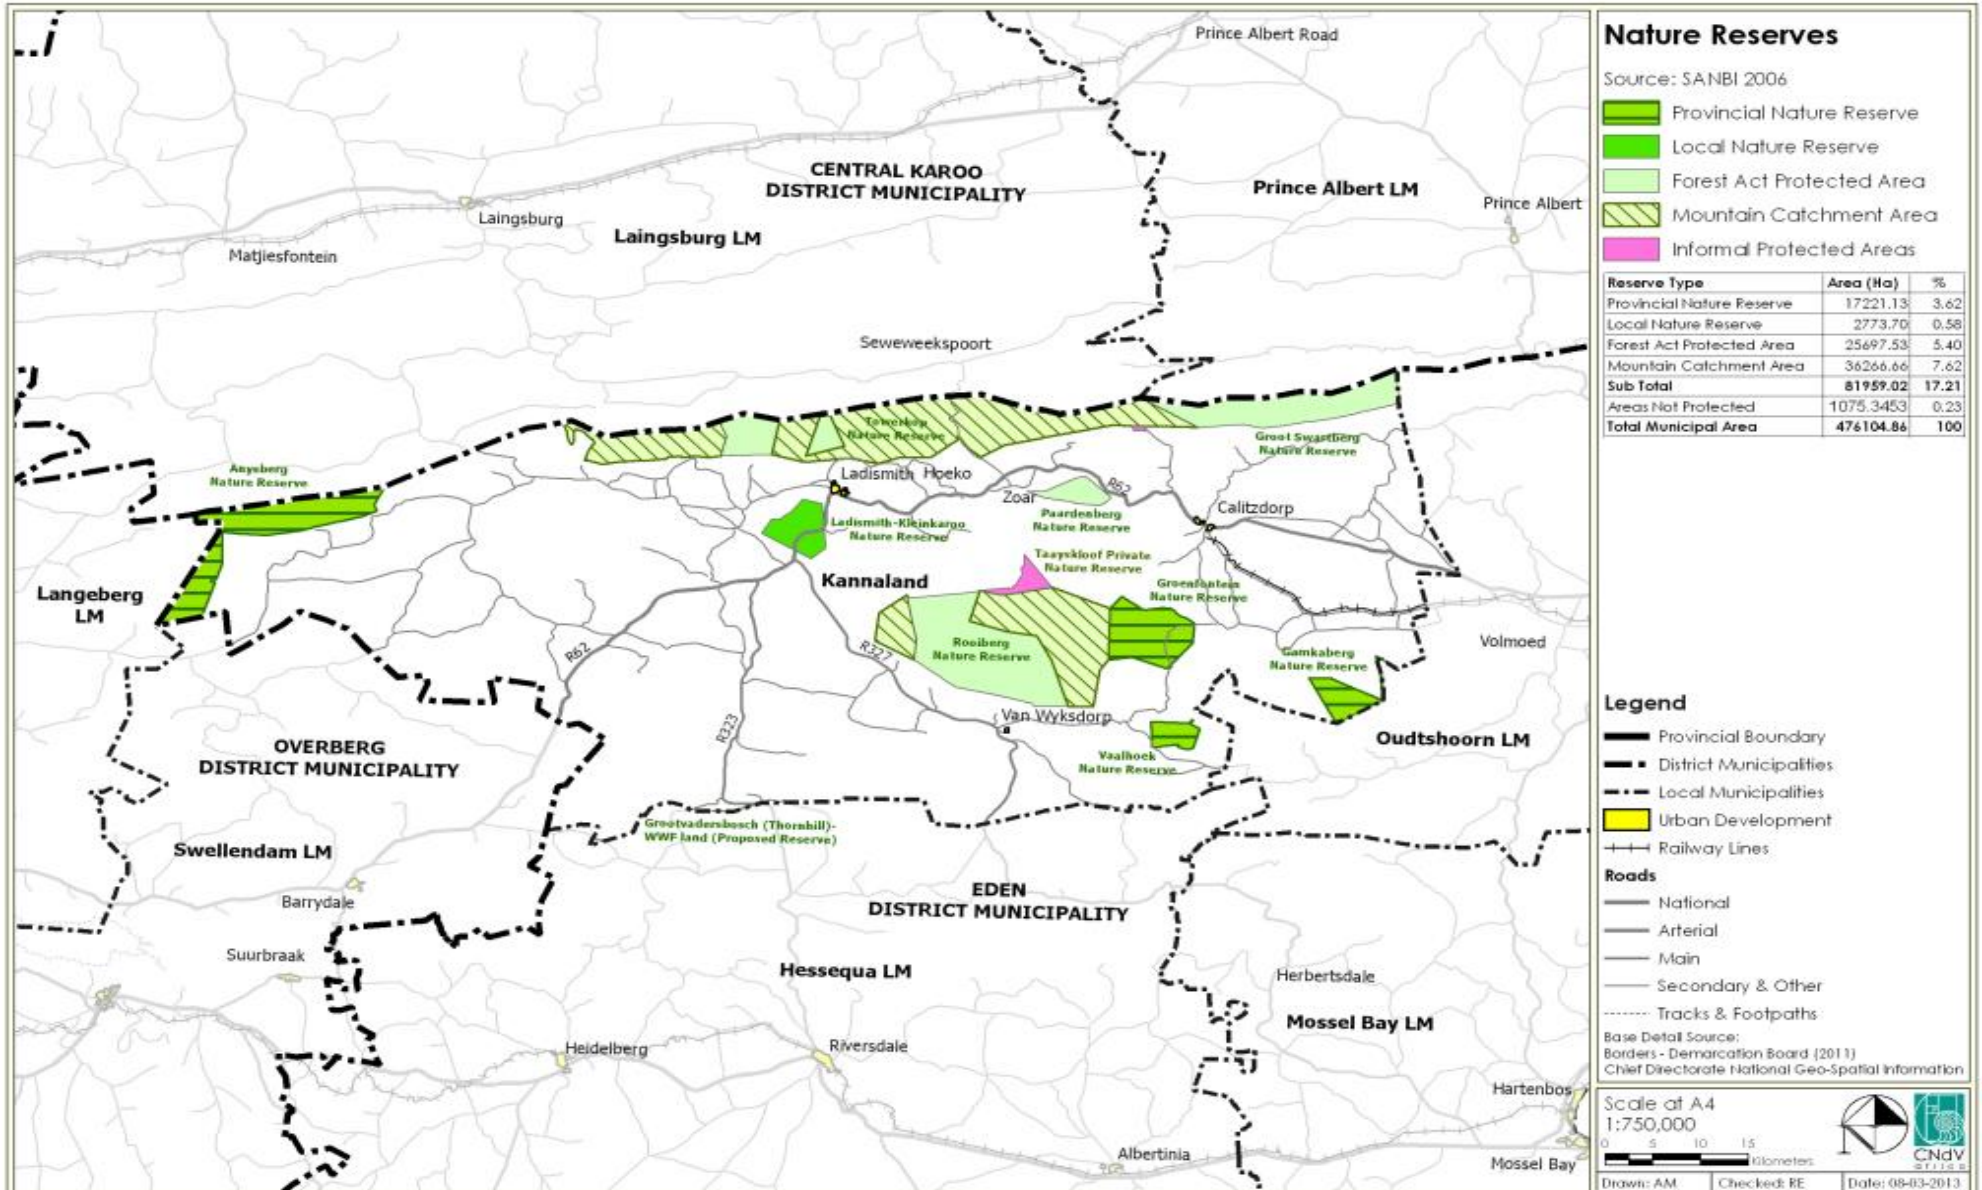 Prince Albert Road
CENTRAL KAROO
DISTRICT MUNICIPALITY
Prince Albert LM
Prince Albert
Laingsburg
Laingsburg LM
Matjiesfontein
Seweweekspoort
Towerkop
Nature Reserve
Groot Swartberg
Nature Reserve
Anysberg
Nature Reserve
Ladismith
Hoeko
Zoar
R62
Calitzdorp
Paardenberg
Nature Reserve
Ladismith-Kleinkaroo
Nature Reserve
Taayskloof Private
Nature Reserve
Kannaland
Groenfontein
Nature Reserve
Langeberg
LM
Rooiberg
Nature Reserve
R62
R327
Gamkaberg
Nature Reserve
Volmoed
Van Wyksdorp
R323
Vaalhoek
Nature Reserve
Oudtshoorn LM
OVERBERG
DISTRICT MUNICIPALITY
Grootvadersbosch (Thornhill)-
WWF land (Proposed Reserve)
Swellendam LM
Barrydale
EDEN
DISTRICT MUNICIPALITY
Suurbraak
Hessequa LM
Herbertsdale
Mossel Bay LM
Heidelberg
Riversdale
Hartenbos
Albertinia
Mossel Bay
Nature Reserves
Source: SANBI 2006
Provincial Nature Reserve
Local Nature Reserve
Forest Act Protected Area
Mountain Catchment Area
Informal Protected Areas
Reserve Type Area (Ha) %
Provincial Nature Reserve 17221.13 3.62
Local Nature Reserve 2773.70 0.58
Forest Act Protected Area 25697.53 5.40
Mountain Catchment Area 36266.66 7.62
Sub Total 81959.02 17.21
Areas Not Protected 1075.3453 0.23
Total Municipal Area 476104.86 100
Legend
Provincial Boundary
District Municipalities
Local Municipalities
Urban Development
Railway Lines
Roads
National
Arterial
Main
Secondary & Other
Tracks & Footpaths
Base Detail Source:
Borders - Demarcation Board (2011)
Chief Directorate National Geo-Spatial Information
Scale at A4
1:750,000
0 5 10 15
Kilometers
N
CNdV
africa
Drawn: AM Checked: RE Date: 08-03-2013